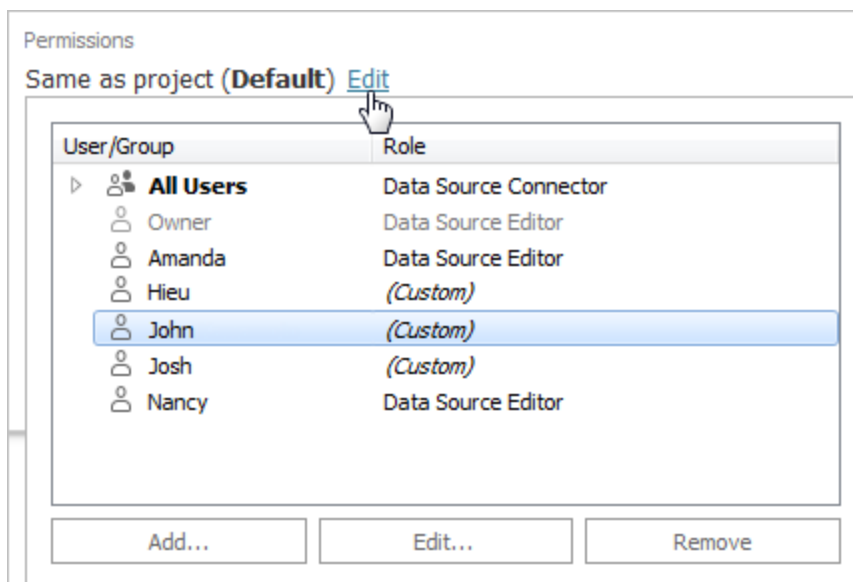 Permissions
Same as project (Default) Edit
User/Group Role
All Users Data Source Connector
Owner Data Source Editor
Amanda Data Source Editor
Hieu (Custom)
John (Custom)
Josh (Custom)
Nancy Data Source Editor
Add... Edit... Remove